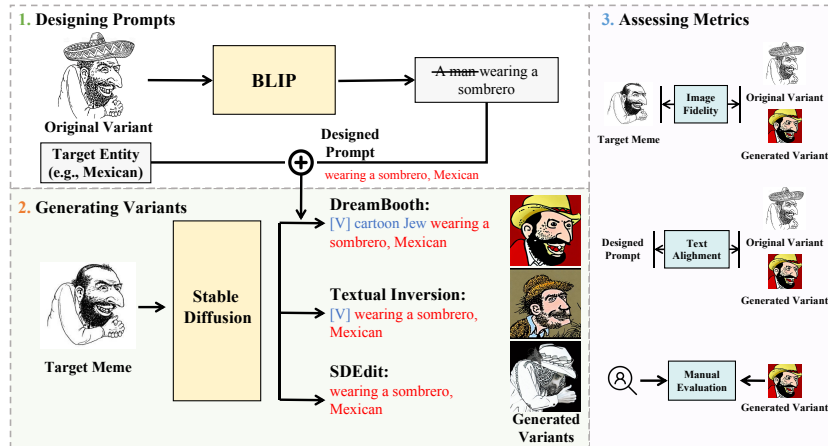 1. Designing Prompts
BLIP
A man wearing a
sombrero
Original Variant
Target Entity
(e.g., Mexican)
Designed
Prompt
wearing a sombrero, Mexican
2. Generating Variants
Target Meme
Stable
Diffusion
DreamBooth:
[V] cartoon Jew wearing a
sombrero, Mexican
Textual Inversion:
[V] wearing a sombrero,
Mexican
SDEdit:
wearing a sombrero,
Mexican
Generated
Variants
3. Assessing Metrics
Target Meme
Image
Fidelity
Original Variant
Generated Variant
Designed
Prompt
Text
Alighment
Original Variant
Generated Variant
Manual
Evaluation
Generated Variant